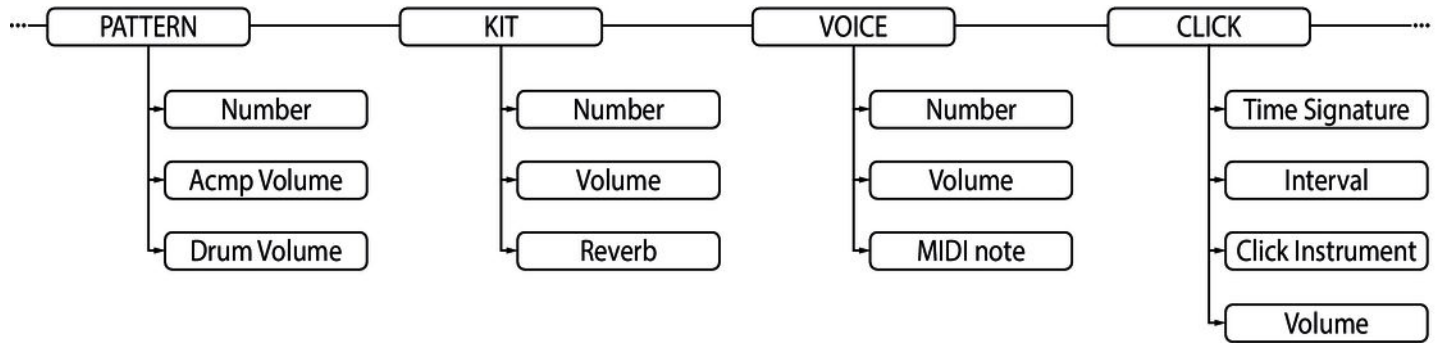 ... PATTERN KIT VOICE CLICK ...
Number Number Number Time Signature
Acmp Volume Volume Volume Interval
Drum Volume Reverb MIDI note Click Instrument
Volume